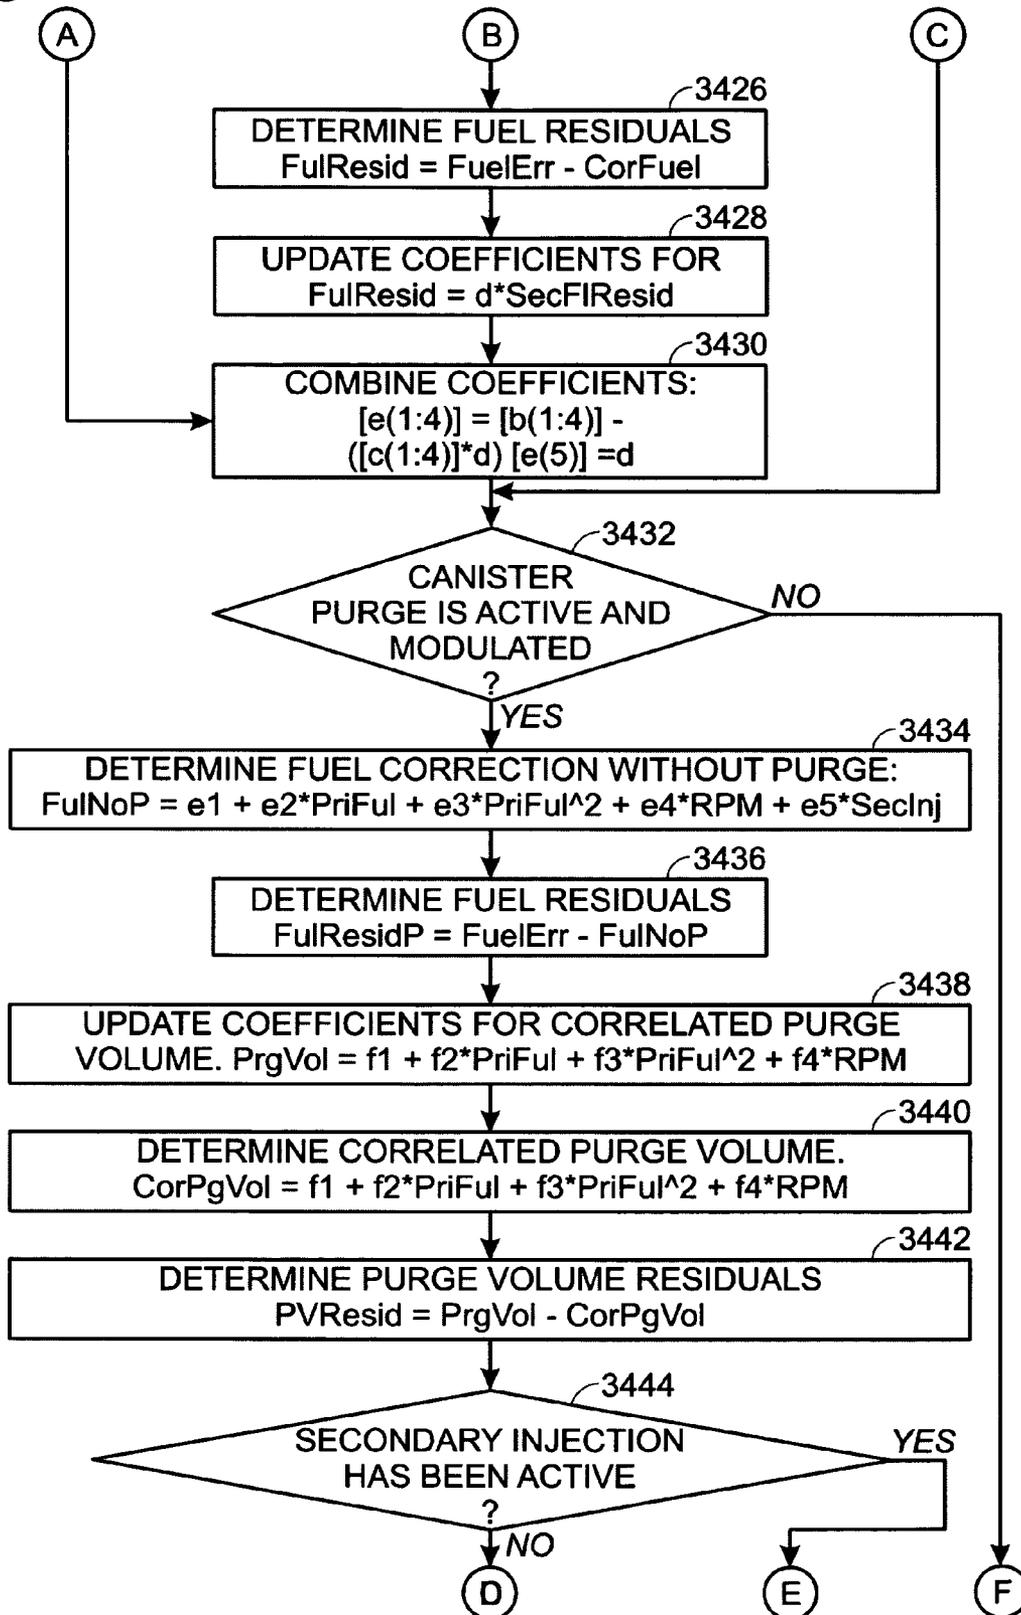 A
B
C
3426
DETERMINE FUEL RESIDUALS
FulResid = FuelErr - CorFuel
3428
UPDATE COEFFICIENTS FOR
FulResid = d*SecFlResid
3430
COMBINE COEFFICIENTS:
[e(1:4)] = [b(1:4)] -
([c(1:4)]*d) [e(5)] =d
3432
CANISTER
PURGE IS ACTIVE AND
MODULATED
?
NO
YES
3434
DETERMINE FUEL CORRECTION WITHOUT PURGE:
FulNoP = e1 + e2*PriFul + e3*PriFul^2 + e4*RPM + e5*SecInj
3436
DETERMINE FUEL RESIDUALS
FulResidP = FuelErr - FulNoP
3438
UPDATE COEFFICIENTS FOR CORRELATED PURGE
VOLUME. PrgVol = f1 + f2*PriFul + f3*PriFul^2 + f4*RPM
3440
DETERMINE CORRELATED PURGE VOLUME.
CorPgVol = f1 + f2*PriFul + f3*PriFul^2 + f4*RPM
3442
DETERMINE PURGE VOLUME RESIDUALS
PVResid = PrgVol - CorPgVol
3444
SECONDARY INJECTION
HAS BEEN ACTIVE
?
YES
NO
D
E
F